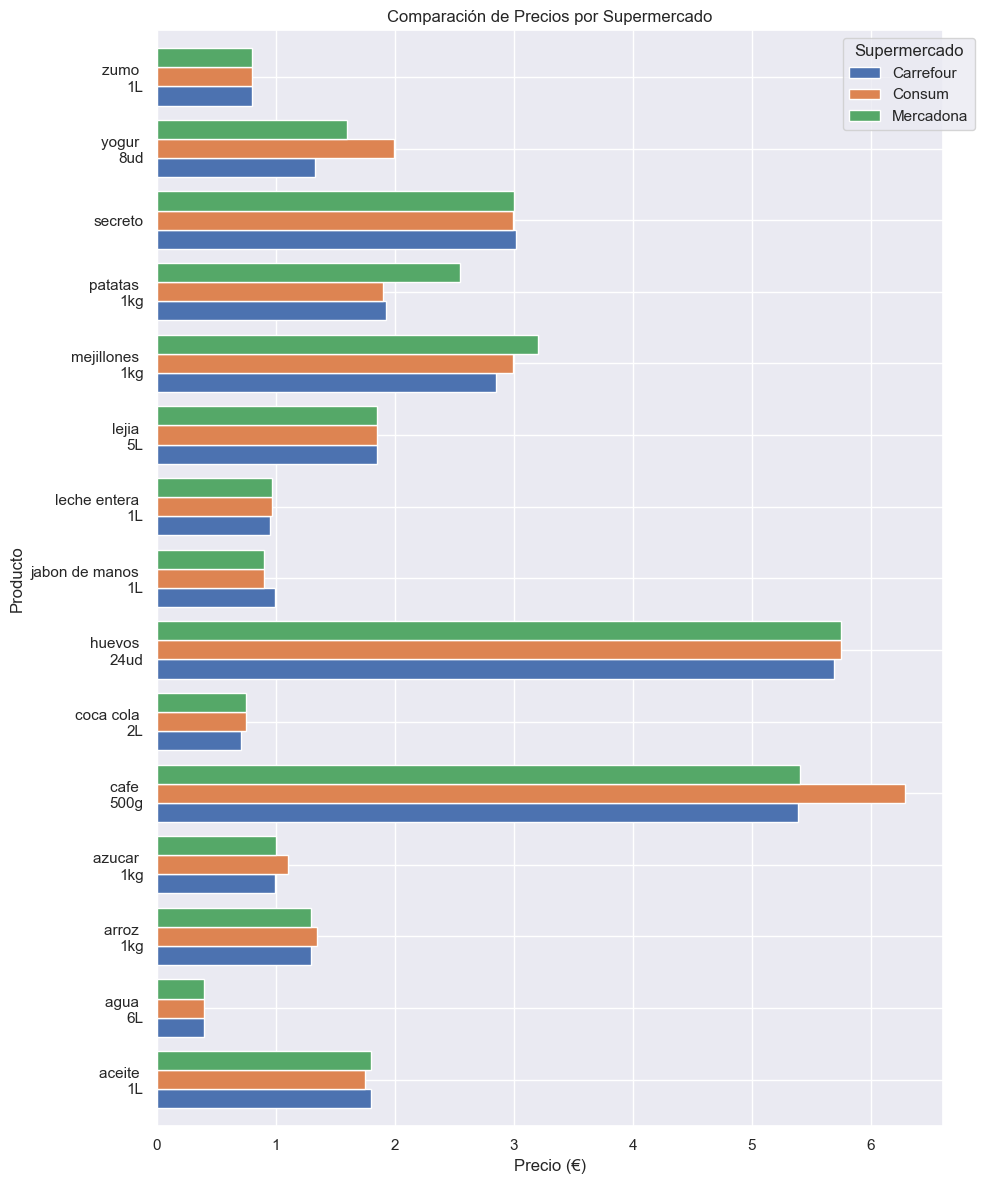 Comparación de Precios por Supermercado
Supermercado
Carrefour
Consum
Mercadona
Producto
zumo
1L
yogur
8ud
secreto
patatas
1kg
mejillones
1kg
lejia
5L
leche entera
1L
jabon de manos
1L
huevos
24ud
coca cola
2L
cafe
500g
azucar
1kg
arroz
1kg
agua
6L
aceite
1L
0 1 2 3 4 5 6
Precio (€)